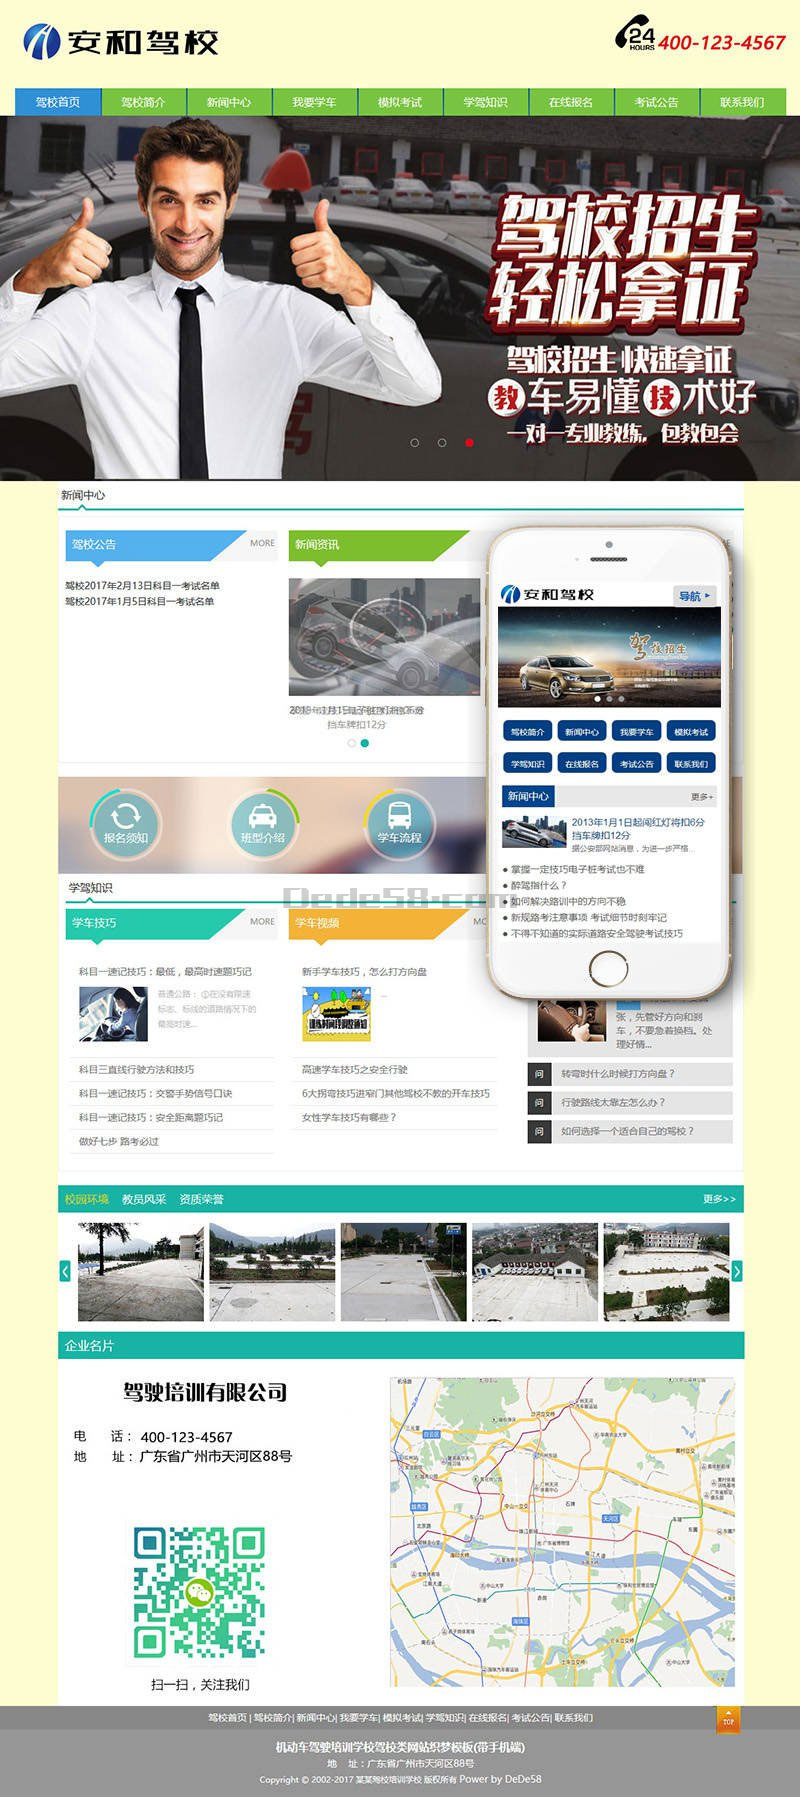 安和驾校
24
HOURS
400-123-4567
驾校首页 驾校简介 新闻中心 我要学车 模拟考试 学驾知识 在线报名 考试公告 联系我们
驾校招生
轻松拿证
驾校招生 快速拿证
教车易懂 技术好
一对一专业教练，包教包会
新闻中心
驾校公告 MORE
新闻资讯
驾校2017年2月13日科目一考试名单
驾校2017年1月5日科目一考试名单
挡车牌扣12分
安和驾校
导航
驾校招生
驾校简介 新闻中心 我要学车 模拟考试
学驾知识 在线报名 考试公告 联系我们
新闻中心 更多+
2013年1月1日起闯红灯将扣6分
挡车牌扣12分
据公安部网站消息，为进一步严格...
掌握一定技巧电子桩考试也不难
醉驾指什么？
如何解决路训中的方向不稳
新规路考注意事项 考试细节时刻牢记
不得不知道的实际道路安全驾驶考试技巧
报名须知 班型介绍 学车流程
学驾知识
Dede58.com
学车技巧 MORE
学车视频
科目一速记技巧：最低，最高时速题巧记
普通公路： ①在没有限速
标志、标线的道路情况下的
最高时速...
科目三直线行驶方法和技巧
科目一速记技巧：交警手势信号口诀
科目一速记技巧：安全距离题巧记
做好七步 路考必过
新手学车技巧，怎么打方向盘
...
高速学车技巧之安全行驶
6大拐弯技巧进窄门其他驾校不教的开车技巧
女性学车技巧有哪些？
张，先管好方向和刹
车，不要急着换档。处
理好情...
问 转弯时什么时候打方向盘？
问 行驶路线太靠左怎么办？
问 如何选择一个适合自己的驾校？
校园环境 教员风采 资质荣誉 更多>>
企业名片
驾驶培训有限公司
电 话： 400-123-4567
地 址： 广东省广州市天河区88号
扫一扫，关注我们
白云区
越秀区
天河区
海珠区
驾校首页 | 驾校简介| 新闻中心| 我要学车| 模拟考试| 学驾知识| 在线报名| 考试公告| 联系我们
TOP
机动车驾驶培训学校驾校类网站织梦模板(带手机端)
地 址：广东省广州市天河区88号
Copyright © 2002-2017 某某驾校培训学校 版权所有 Power by DeDe58